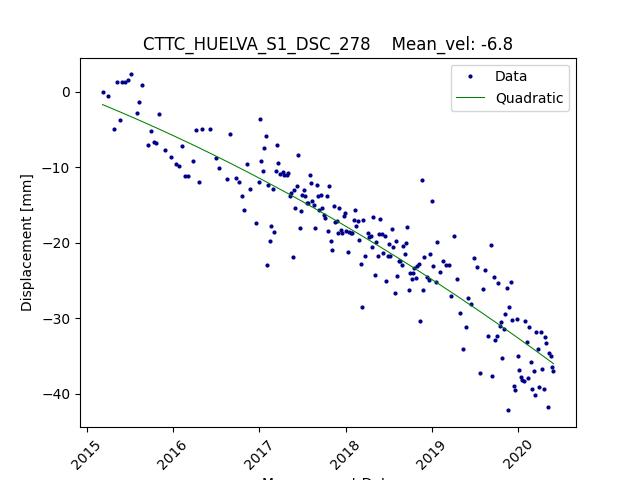 CTTC_HUELVA_S1_DSC_278    Mean_vel: -6.8
Data
Quadratic
Displacement [mm]
0
−10
−20
−30
−40
2015
2016
2017
2018
2019
2020